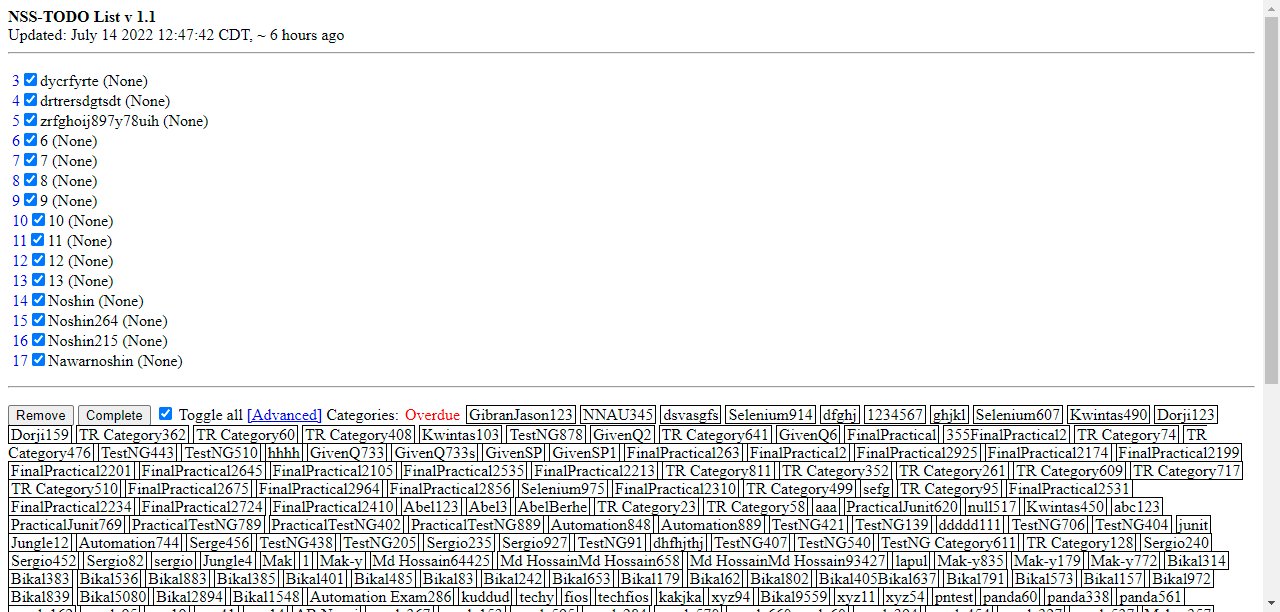 NSS-TODO List v 1.1
Updated: July 14 2022 12:47:42 CDT, ~ 6 hours ago
3 dycrfyrte (None)
4 drtrersdgtsdt (None)
5 zrfghoij897y78uih (None)
6 6 (None)
7 7 (None)
8 8 (None)
9 9 (None)
10 10 (None)
11 11 (None)
12 12 (None)
13 13 (None)
14 Noshin (None)
15 Noshin264 (None)
16 Noshin215 (None)
17 Nawarnoshin (None)
Remove Complete Toggle all [Advanced] Categories: Overdue GibranJason123 NNAU345 dsvasgfs Selenium914 dfghj 1234567 ghjkl Selenium607 Kwintas490 Dorji123
Dorji159 TR Category362 TR Category60 TR Category408 Kwintas103 TestNG878 GivenQ2 TR Category641 GivenQ6 FinalPractical 355FinalPractical2 TR Category74 TR
Category476 TestNG443 TestNG510 hhhh GivenQ733 GivenQ733s GivenSP GivenSP1 FinalPractical263 FinalPractical2 FinalPractical2925 FinalPractical2174 FinalPractical2199
FinalPractical2201 FinalPractical2645 FinalPractical2105 FinalPractical2535 FinalPractical2213 TR Category811 TR Category352 TR Category261 TR Category609 TR Category717
TR Category510 FinalPractical2675 FinalPractical2964 FinalPractical2856 Selenium975 FinalPractical2310 TR Category499 sefg TR Category95 FinalPractical2531
FinalPractical2234 FinalPractical2724 FinalPractical2410 Abel123 Abel3 AbelBerhe TR Category23 TR Category58 aaa PracticalJunit620 null517 Kwintas450 abc123
PracticalJunit769 PracticalTestNG789 PracticalTestNG402 PracticalTestNG889 Automation848 Automation889 TestNG421 TestNG139 ddddd111 TestNG706 TestNG404 junit
Jungle12 Automation744 Serge456 TestNG438 TestNG205 Sergio235 Sergio927 TestNG91 dhfhjthj TestNG407 TestNG540 TestNG Category611 TR Category128 Sergio240
Sergio452 Sergio82 sergio Jungle4 Mak 1 Mak-y Md Hossain64425 Md HossainMd Hossain658 Md HossainMd Hossain93427 lapul Mak-y835 Mak-y179 Mak-y772 Bikal314
Bikal383 Bikal536 Bikal883 Bikal385 Bikal401 Bikal485 Bikal83 Bikal242 Bikal653 Bikal179 Bikal62 Bikal802 Bikal405Bikal637 Bikal791 Bikal573 Bikal157 Bikal972
Bikal839 Bikal5080 Bikal2894 Bikal1548 Automation Exam286 kuddud techy fios techfios kakjka xyz94 Bikal9559 xyz11 xyz54 pntest panda60 panda338 panda561